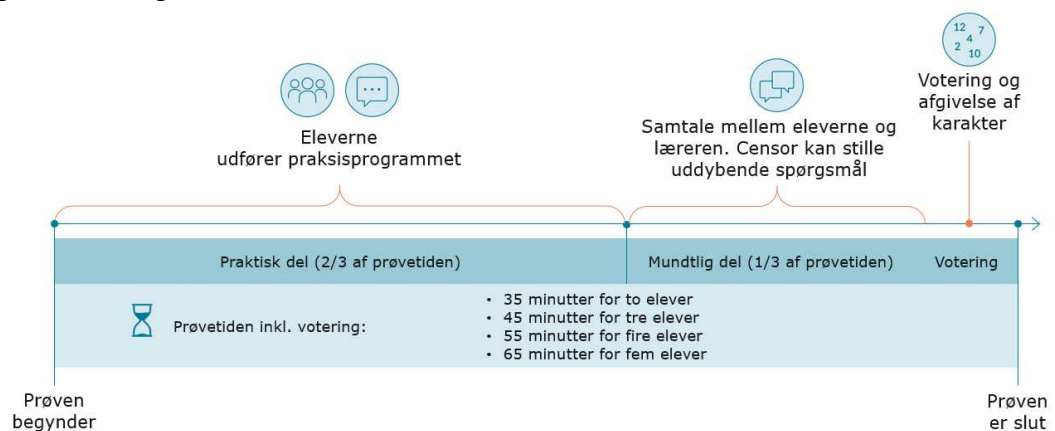 12 7
4
2 10
Votering og
afgivelse af
karakter
Eleverne
udfører praksisprogrammet
Samtale mellem eleverne og
læreren. Censor kan stille
uddybende spørgsmål
Praktisk del (2/3 af prøvetiden)
Mundtlig del (1/3 af prøvetiden)
Votering
Prøvetiden inkl. votering:
• 35 minutter for to elever
• 45 minutter for tre elever
• 55 minutter for fire elever
• 65 minutter for fem elever
Prøven
begynder
Prøven
er slut